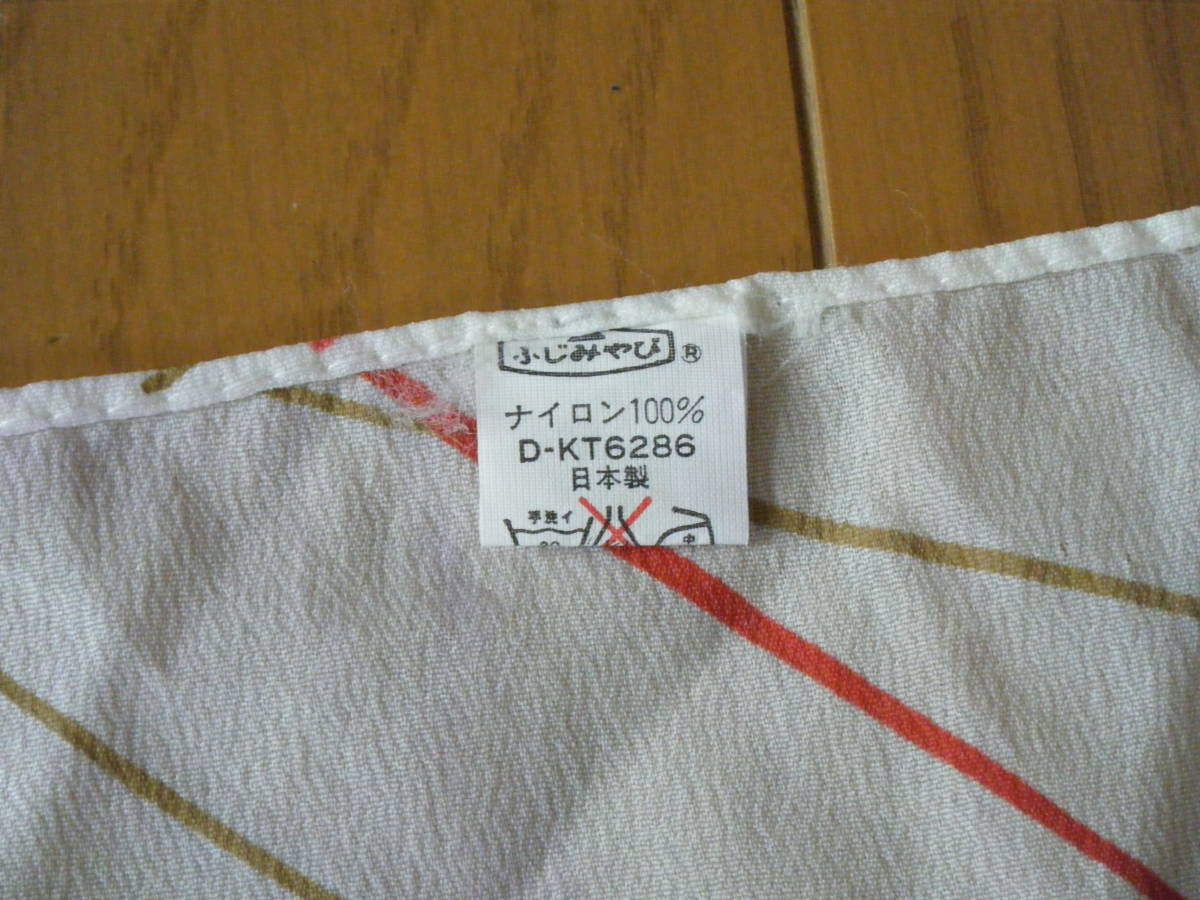 ふじみやび ®
ナイロン100%
D-KT6286
日本製
手洗イ
中